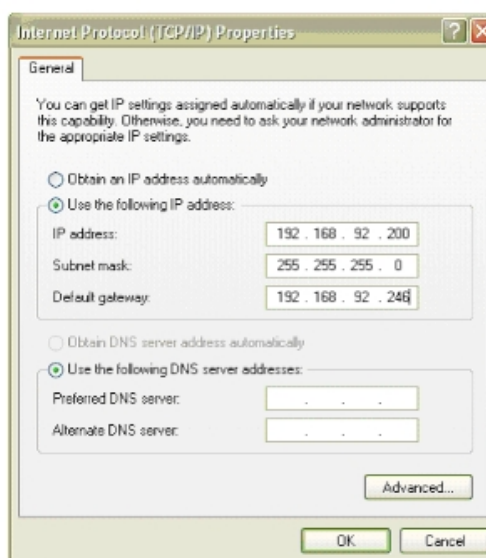 Internet Protocol (TCP/IP) Properties
General
You can get IP settings assigned automatically if your network supports
this capability. Otherwise, you need to ask your network administrator for
the appropriate IP settings.
Obtain an IP address automatically
Use the following IP address:
IP address: 192 . 168 . 92 . 200
Subnet mask: 255 . 255 . 255 . 0
Default gateway: 192 . 168 . 92 . 246
Obtain DNS server address automatically
Use the following DNS server addresses:
Preferred DNS server: . . .
Alternate DNS server: . . .
Advanced...
OK Cancel